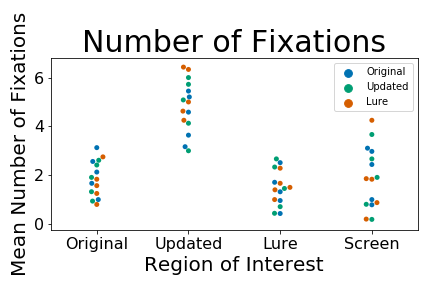 Number of Fixations
Mean Number of Fixations
6
4
2
0
Original
Updated
Lure
Original
Updated
Lure
Screen
Region of Interest